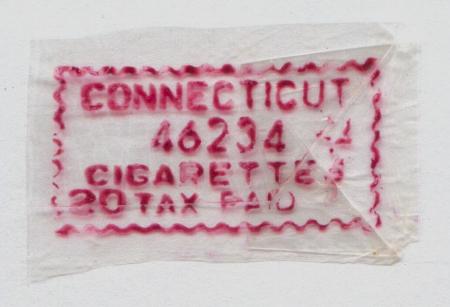 CONNECTICUT
46234
CIGARETTES
20 TAX PAID